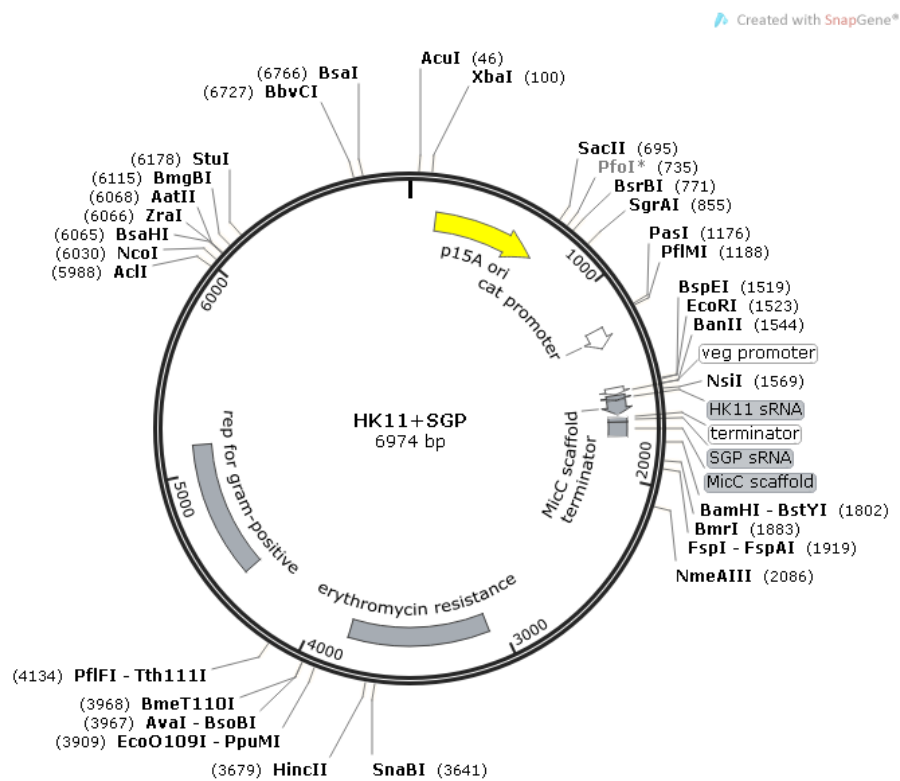 Created with SnapGene®
(6766) BsaI
(6727) BbvCI
AcuI (46)
XbaI (100)
SacII (695)
PfoI* (735)
BsrBI (771)
SgrAI (855)
PasI (1176)
PflMI (1188)
BspEI (1519)
EcoRI (1523)
BanII (1544)
veg promoter
NsiI (1569)
HK11 sRNA
terminator
SGP sRNA
MicC scaffold
BamHI - BstYI (1802)
BmrI (1883)
FspI - FspAI (1919)
NmeAIII (2086)
SnaBI (3641)
(3679) HincII
(3909) EcoO109I - PpuMI
(3967) AvaI - BsoBI
(3968) BmeT110I
(4134) PflFI - Tth111I
(5988) AclI
(6030) NcoI
(6065) BsaHI
(6066) ZraI
(6068) AatII
(6115) BmgBI
(6178) StuI
1000
2000
3000
4000
5000
6000
p15A ori
cat promoter
MicC scaffold
terminator
erythromycin resistance
rep for gram-positive
HK11+SGP
6974 bp